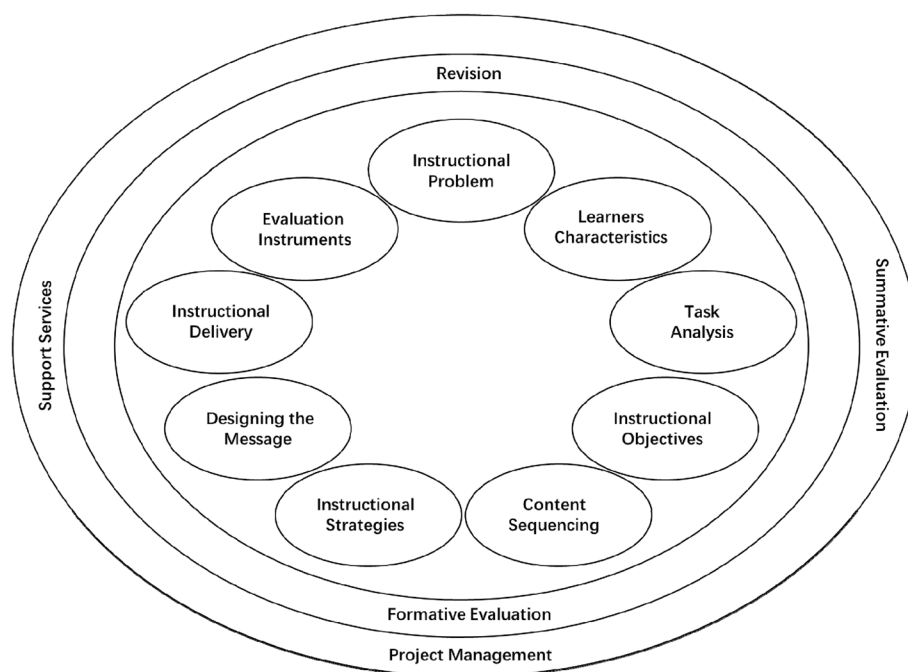 Revision
Instructional
Problem
Evaluation
Instruments
Learners
Characteristics
Instructional
Delivery
Task
Analysis
Support Services
Summative Evaluation
Designing the
Message
Instructional
Objectives
Instructional
Strategies
Content
Sequencing
Formative Evaluation
Project Management